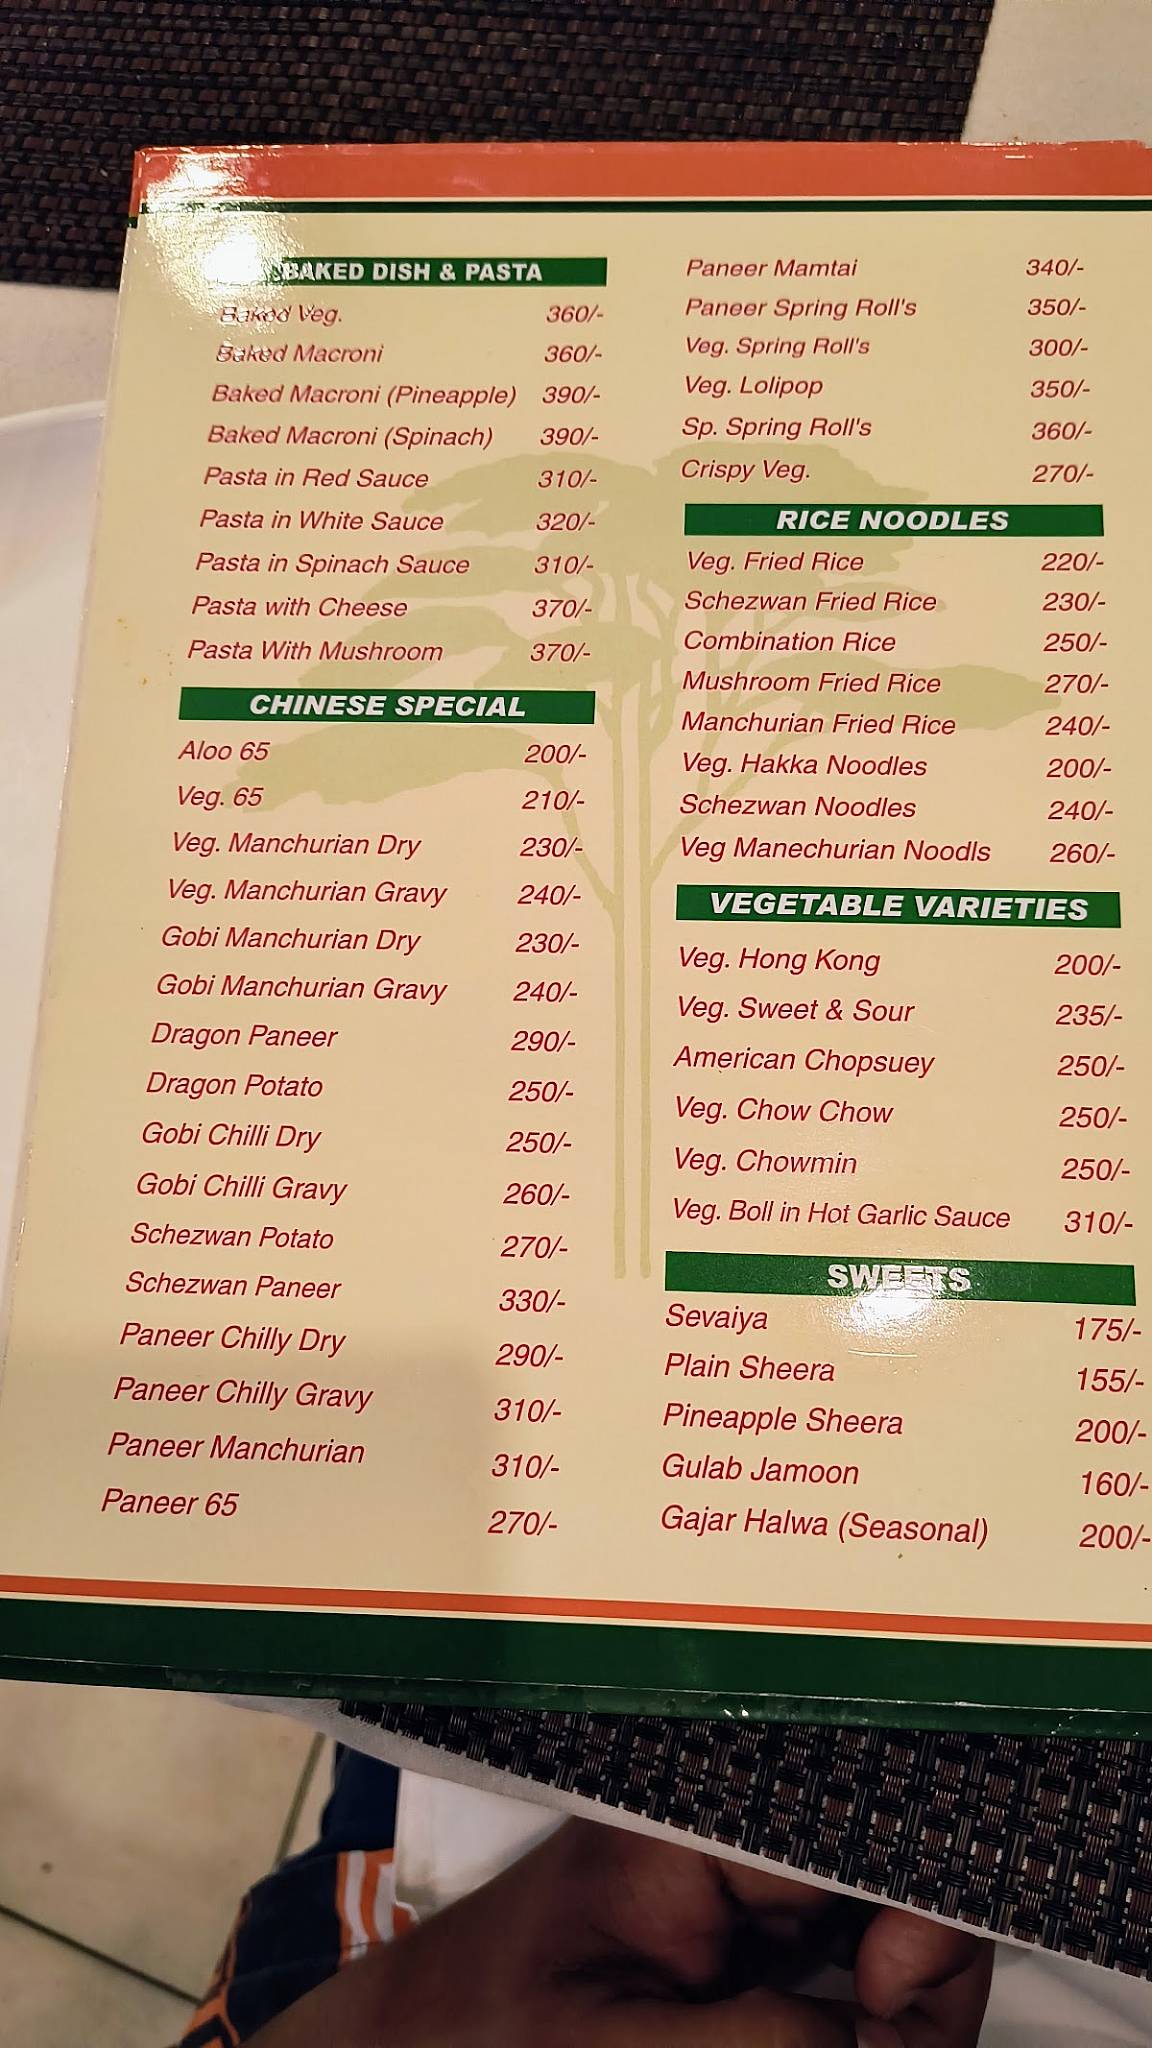 BAKED DISH & PASTA
Baked Veg. 360/-
Baked Macroni 360/-
Baked Macroni (Pineapple) 390/-
Baked Macroni (Spinach) 390/-
Pasta in Red Sauce 310/-
Pasta in White Sauce 320/-
Pasta in Spinach Sauce 310/-
Pasta with Cheese 370/-
Pasta With Mushroom 370/-
CHINESE SPECIAL
Aloo 65 200/-
Veg. 65 210/-
Veg. Manchurian Dry 230/-
Veg. Manchurian Gravy 240/-
Gobi Manchurian Dry 230/-
Gobi Manchurian Gravy 240/-
Dragon Paneer 290/-
Dragon Potato 250/-
Gobi Chilli Dry 250/-
Gobi Chilli Gravy 260/-
Schezwan Potato 270/-
Schezwan Paneer 330/-
Paneer Chilly Dry 290/-
Paneer Chilly Gravy 310/-
Paneer Manchurian 310/-
Paneer 65 270/-
Paneer Mamtai 340/-
Paneer Spring Roll's 350/-
Veg. Spring Roll's 300/-
Veg. Lolipop 350/-
Sp. Spring Roll's 360/-
Crispy Veg. 270/-
RICE NOODLES
Veg. Fried Rice 220/-
Schezwan Fried Rice 230/-
Combination Rice 250/-
Mushroom Fried Rice 270/-
Manchurian Fried Rice 240/-
Veg. Hakka Noodles 200/-
Schezwan Noodles 240/-
Veg Manechurian Noodls 260/-
VEGETABLE VARIETIES
Veg. Hong Kong 200/-
Veg. Sweet & Sour 235/-
American Chopsuey 250/-
Veg. Chow Chow 250/-
Veg. Chowmin 250/-
Veg. Boll in Hot Garlic Sauce 310/-
SWEETS
Sevaiya 175/-
Plain Sheera 155/-
Pineapple Sheera 200/-
Gulab Jamoon 160/-
Gajar Halwa (Seasonal) 200/-